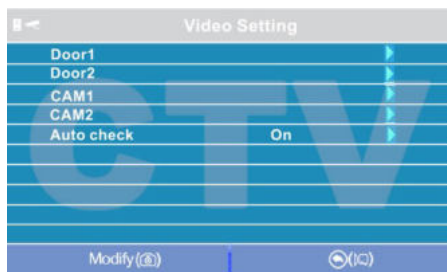 Video Setting
Door1
Door2
CAM1
CAM2
Auto check On
CTV
Modify